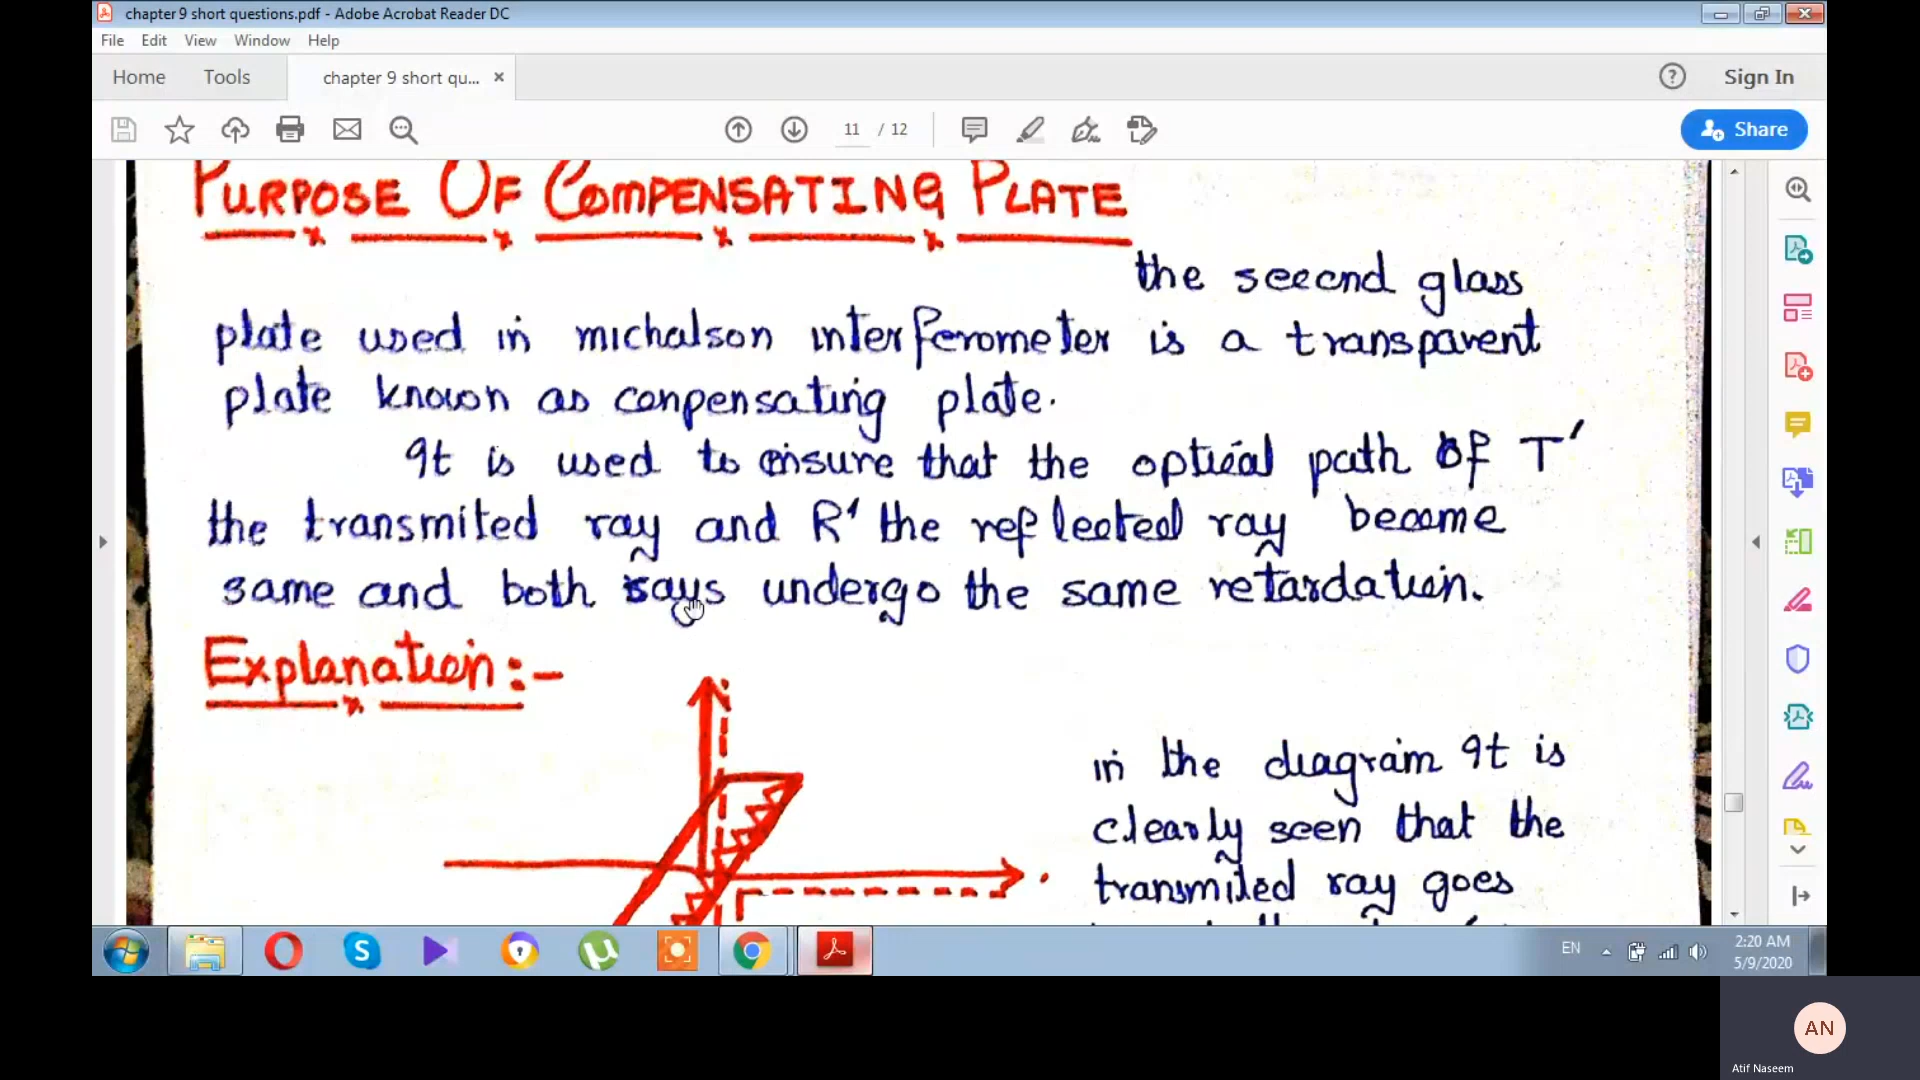 chapter 9 short questions.pdf - Adobe Acrobat Reader DC
File Edit View Window Help
Home Tools chapter 9 short qu... × Sign In
11 / 12 Share
PURPOSE OF COMPENSATING PLATE
the second glass
plate used in michalson interferometer is a transparent
plate known as conpensating plate.
It is used to ensure that the optical path of T'
the transmited ray and R' the reflected ray become
same and both rays undergo the same retardation.
Explanation:-
in the diagram It is
clearly seen that the
transmited ray goes
EN 2:20 AM
5/9/2020
AN
Atif Naseem